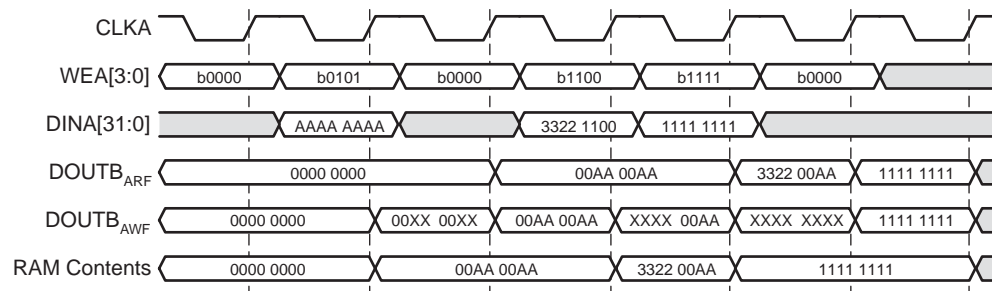 CLKA
WEA[3:0] b0000 b0101 b0000 b1100 b1111 b0000
DINA[31:0] AAAA AAAA 3322 1100 1111 1111
DOUTB_ARF 0000 0000 00AA 00AA 3322 00AA 1111 1111
DOUTB_AWF 0000 0000 00XX 00XX 00AA 00AA XXXX 00AA XXXX XXXX 1111 1111
RAM Contents 0000 0000 00AA 00AA 3322 00AA 1111 1111